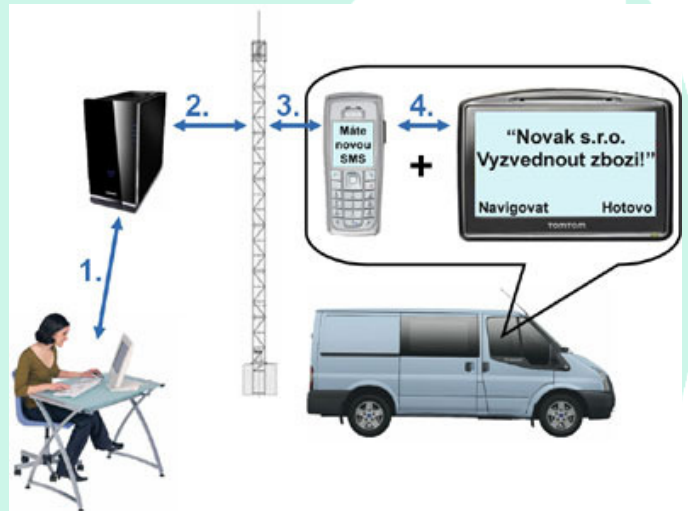 2.
3.
4.
Máte
novou
SMS
+
“Novak s.r.o.
Vyzvednout zbozi!”
Navigovat
Hotovo
TOMTOM
1.